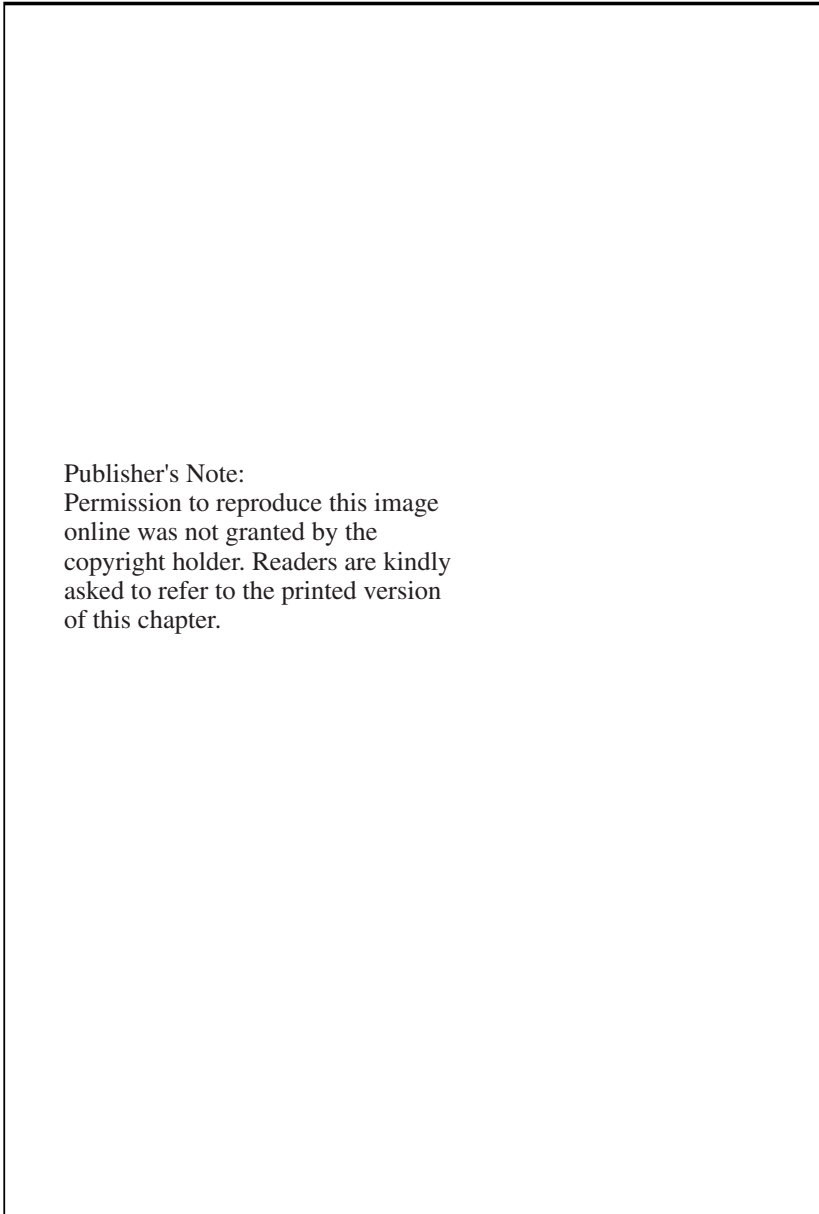 Publisher's Note:
Permission to reproduce this image
online was not granted by the
copyright holder. Readers are kindly
asked to refer to the printed version
of this chapter.